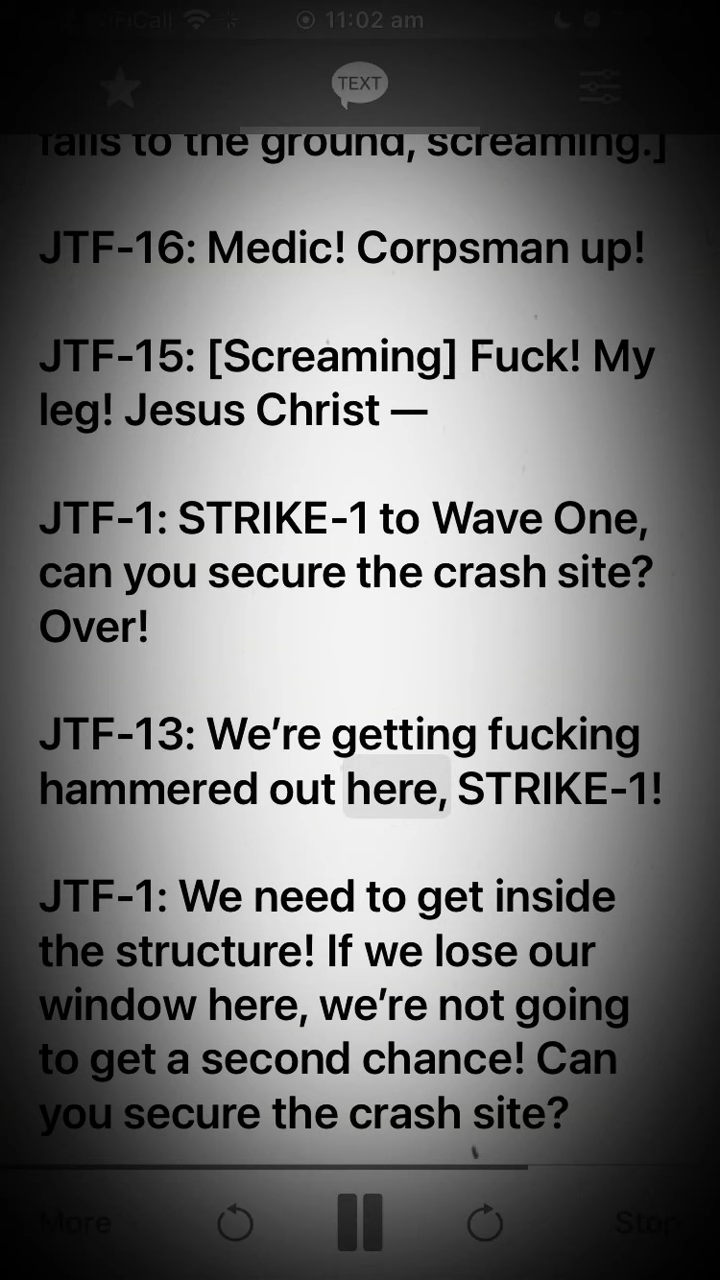 WiFiCall
11:02 am
TEXT
falls to the ground, screaming.]
JTF-16: Medic! Corpsman up!
JTF-15: [Screaming] Fuck! My
leg! Jesus Christ —
JTF-1: STRIKE-1 to Wave One,
can you secure the crash site?
Over!
JTF-13: We’re getting fucking
hammered out here, STRIKE-1!
JTF-1: We need to get inside
the structure! If we lose our
window here, we’re not going
to get a second chance! Can
you secure the crash site?
More
Stop